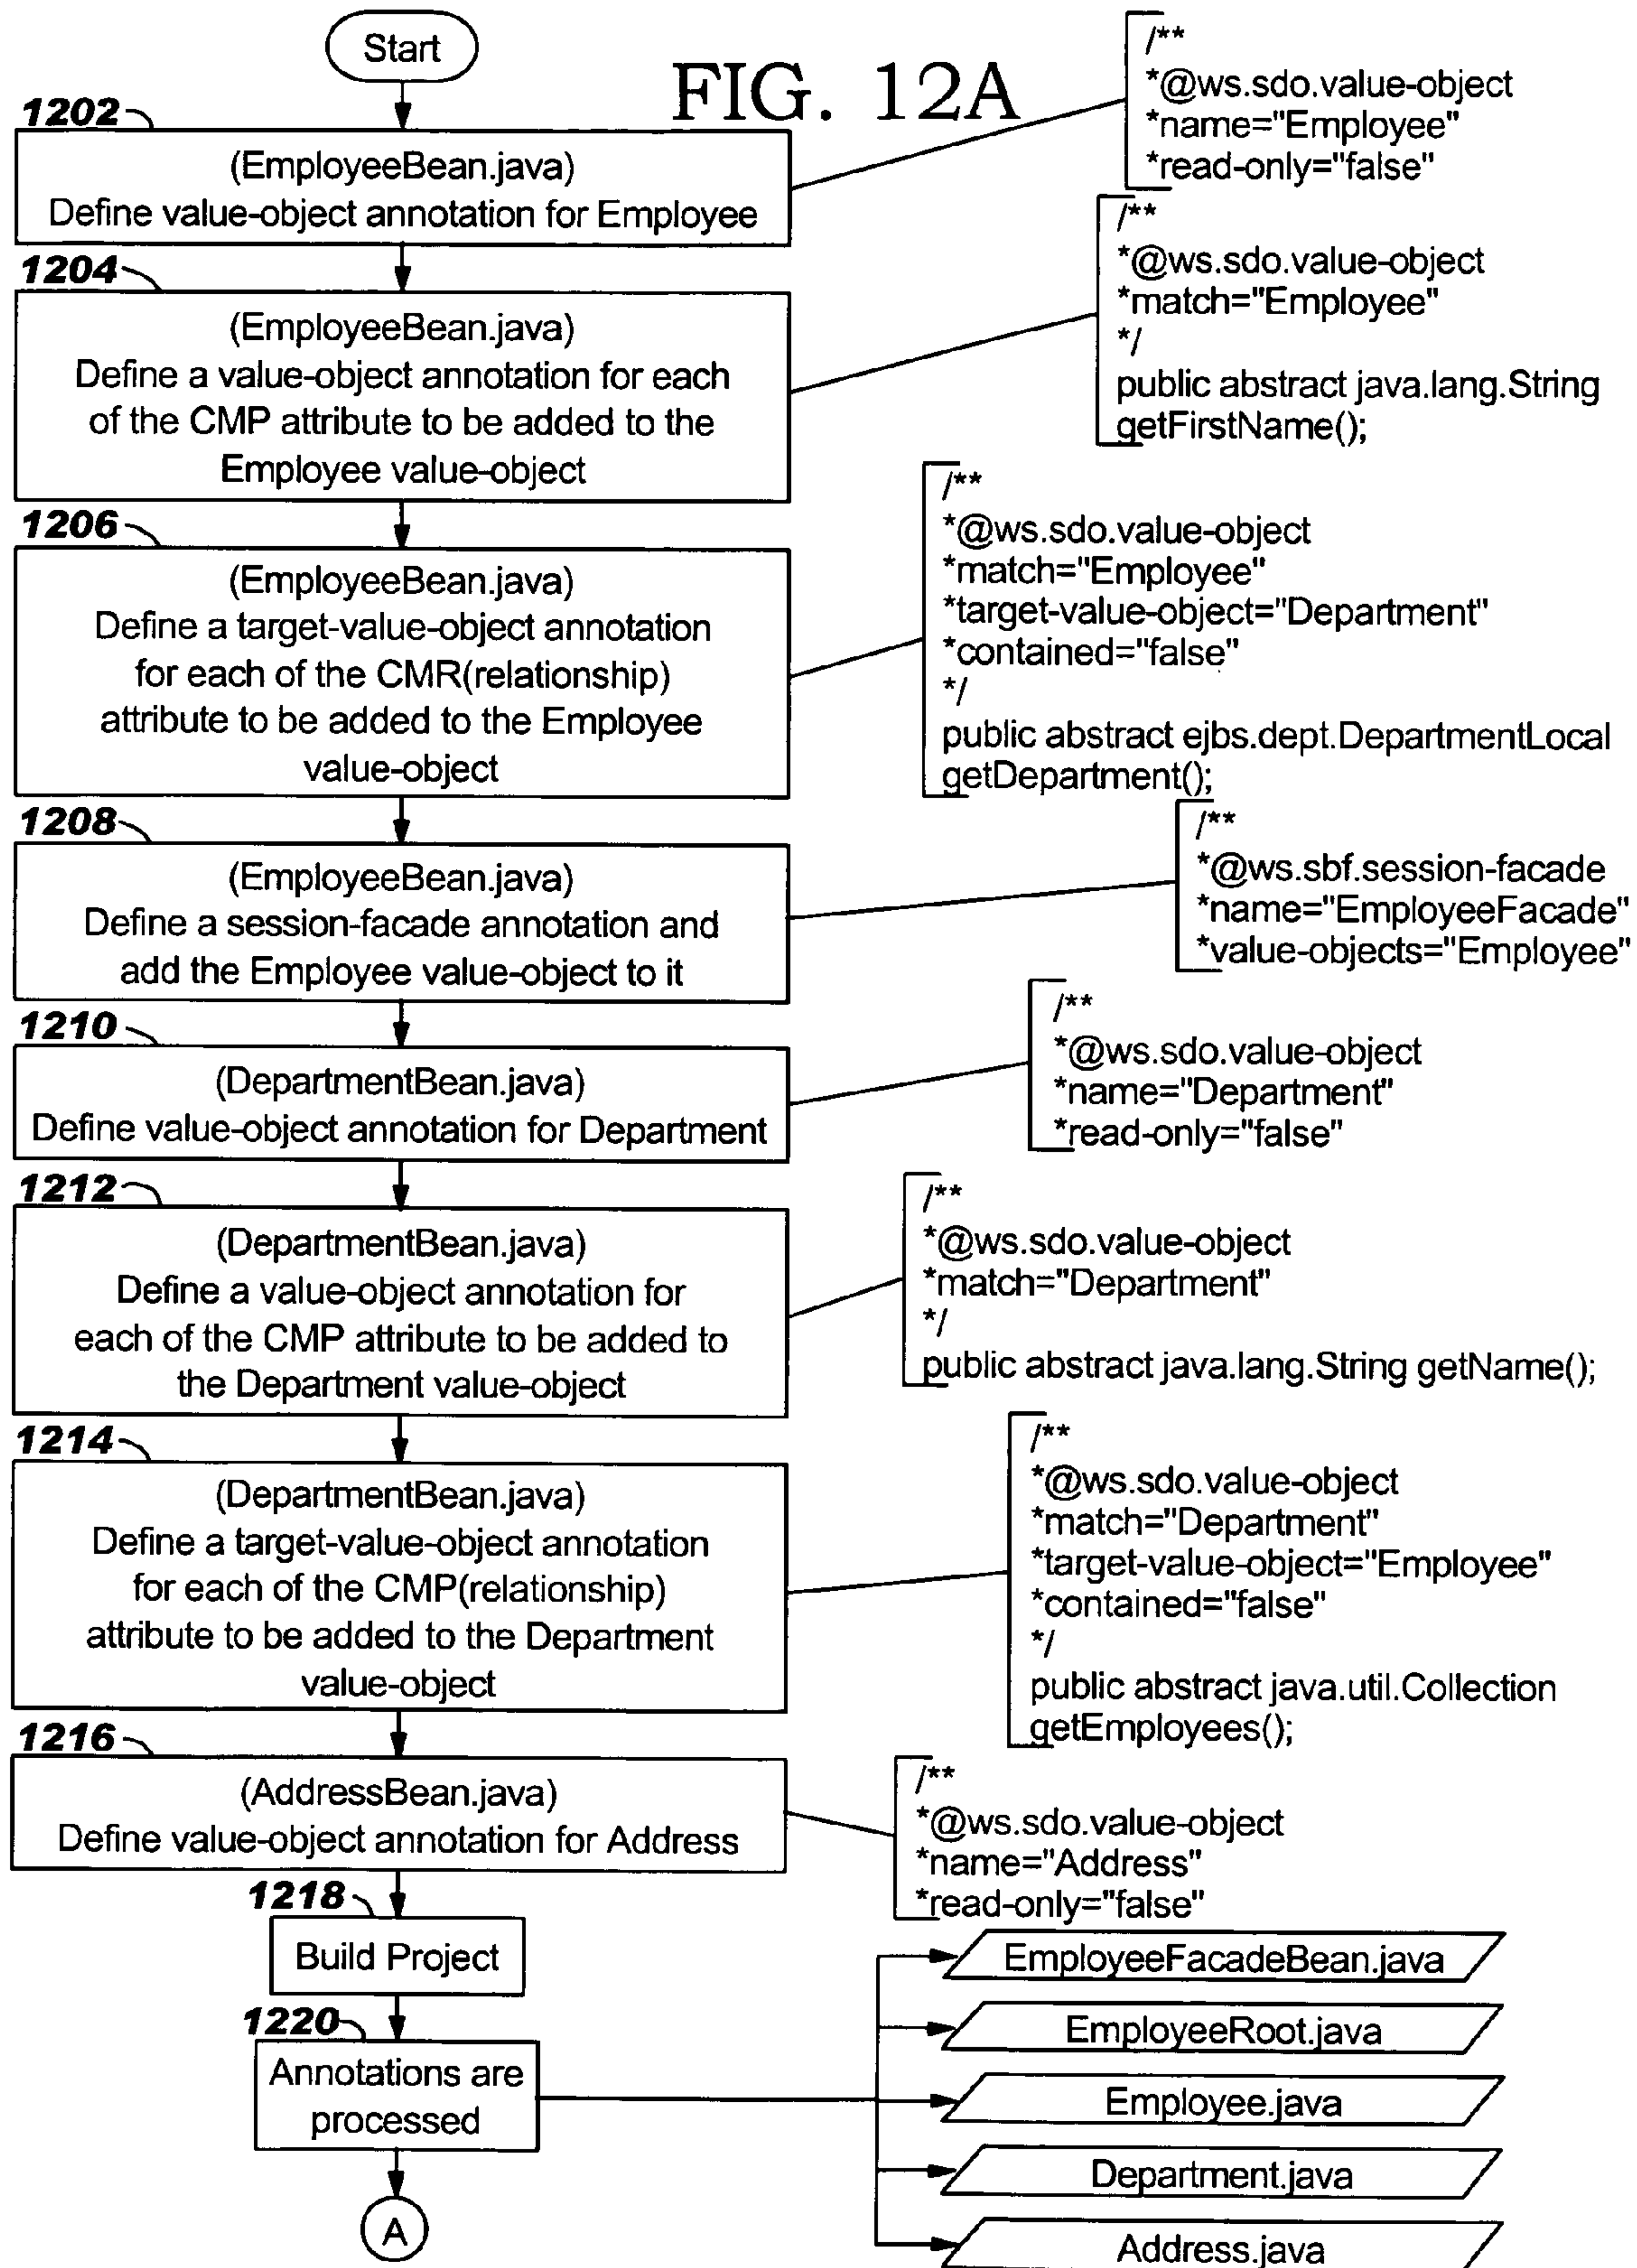 Start
FIG. 12A
1202
(EmployeeBean.java)
Define value-object annotation for Employee
/**
*@ws.sdo.value-object
*name="Employee"
*read-only="false"
1204
(EmployeeBean.java)
Define a value-object annotation for each
of the CMP attribute to be added to the
Employee value-object
/**
*@ws.sdo.value-object
*match="Employee"
*/
public abstract java.lang.String
getFirstName();
1206
(EmployeeBean.java)
Define a target-value-object annotation
for each of the CMR(relationship)
attribute to be added to the Employee
value-object
/**
*@ws.sdo.value-object
*match="Employee"
*target-value-object="Department"
*contained="false"
*/
public abstract ejbs.dept.DepartmentLocal
getDepartment();
1208
(EmployeeBean.java)
Define a session-facade annotation and
add the Employee value-object to it
/**
*@ws.sbf.session-facade
*name="EmployeeFacade"
*value-objects="Employee"
1210
(DepartmentBean.java)
Define value-object annotation for Department
/**
*@ws.sdo.value-object
*name="Department"
*read-only="false"
1212
(DepartmentBean.java)
Define a value-object annotation for
each of the CMP attribute to be added to
the Department value-object
/**
*@ws.sdo.value-object
*match="Department"
*/
public abstract java.lang.String getName();
1214
(DepartmentBean.java)
Define a target-value-object annotation
for each of the CMP(relationship)
attribute to be added to the Department
value-object
/**
*@ws.sdo.value-object
*match="Department"
*target-value-object="Employee"
*contained="false"
*/
public abstract java.util.Collection
getEmployees();
1216
(AddressBean.java)
Define value-object annotation for Address
/**
*@ws.sdo.value-object
*name="Address"
*read-only="false"
1218
Build Project
1220
Annotations are
processed
EmployeeFacadeBean.java
EmployeeRoot.java
Employee.java
Department.java
Address.java
A